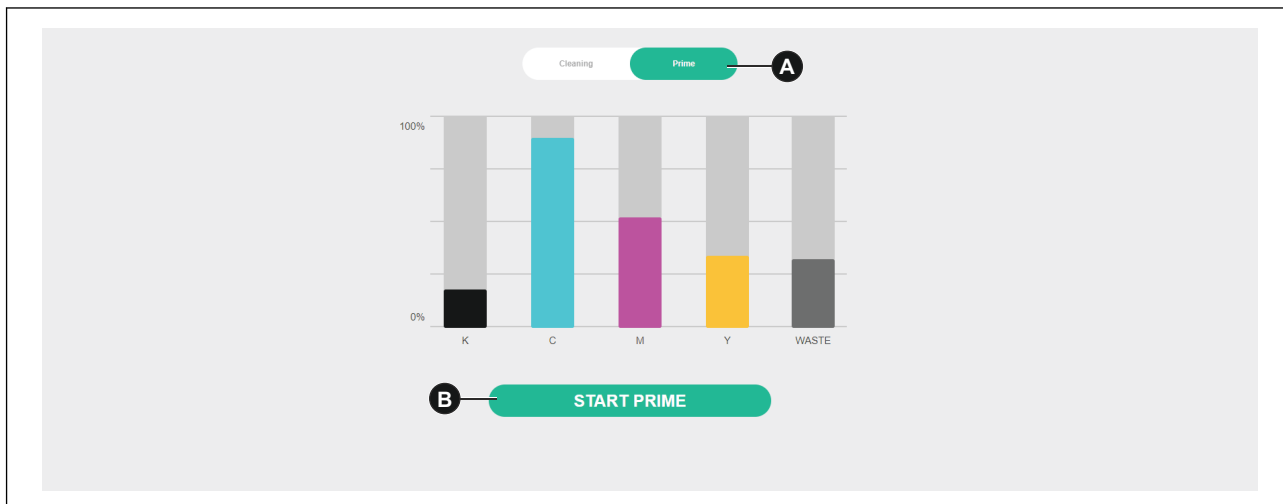 Cleaning Prime A
100%
0%
K C M Y WASTE
B START PRIME